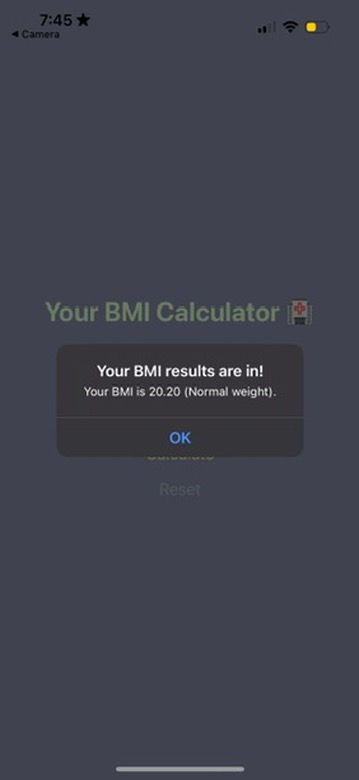 7:45
Camera
Your BMI Calculator
Your BMI results are in!
Your BMI is 20.20 (Normal weight).
OK
Calculate
Reset